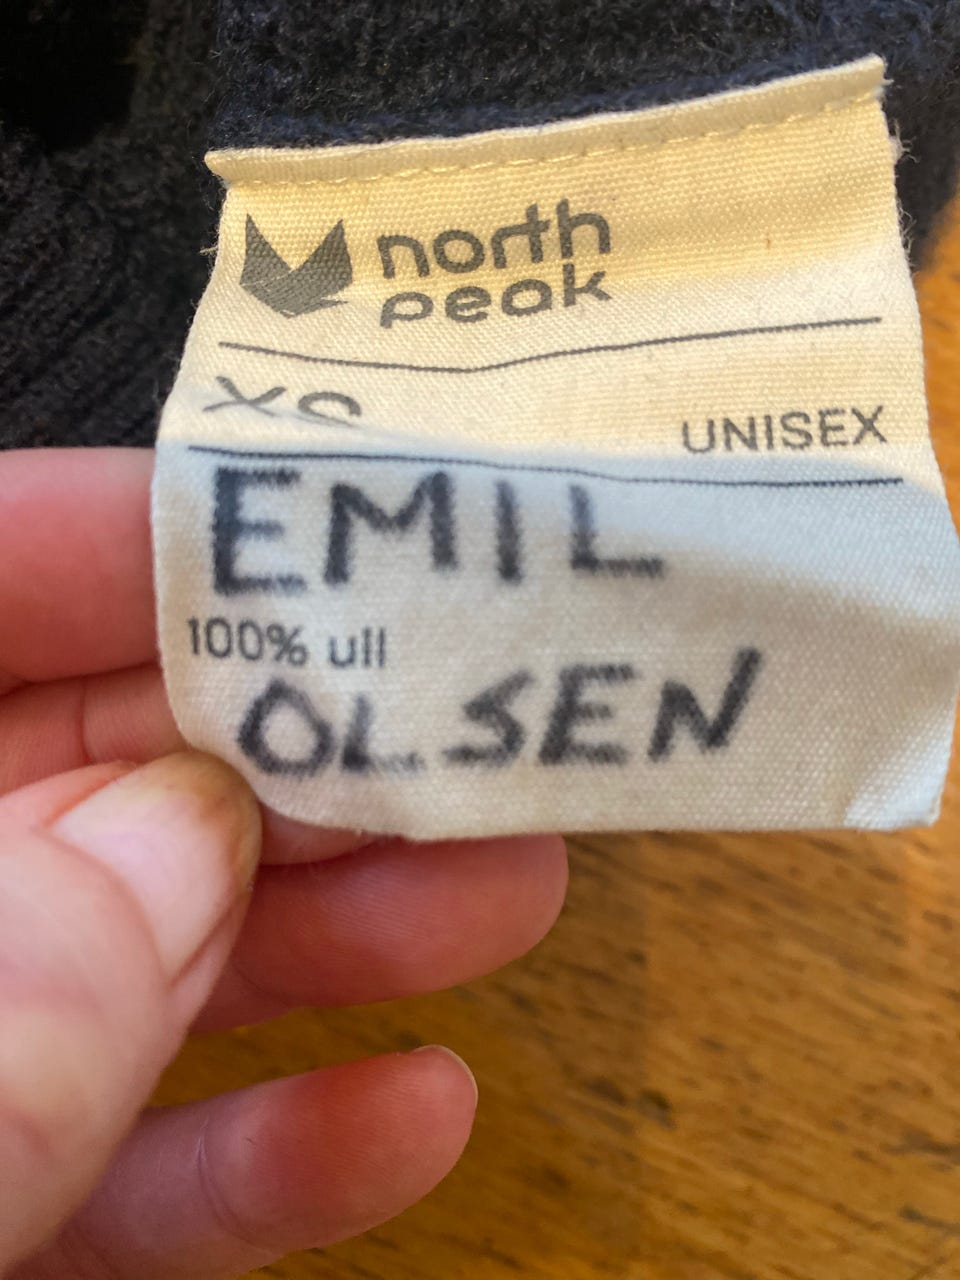 north
peak
XS
UNISEX
EMIL
100% ull
OLSEN